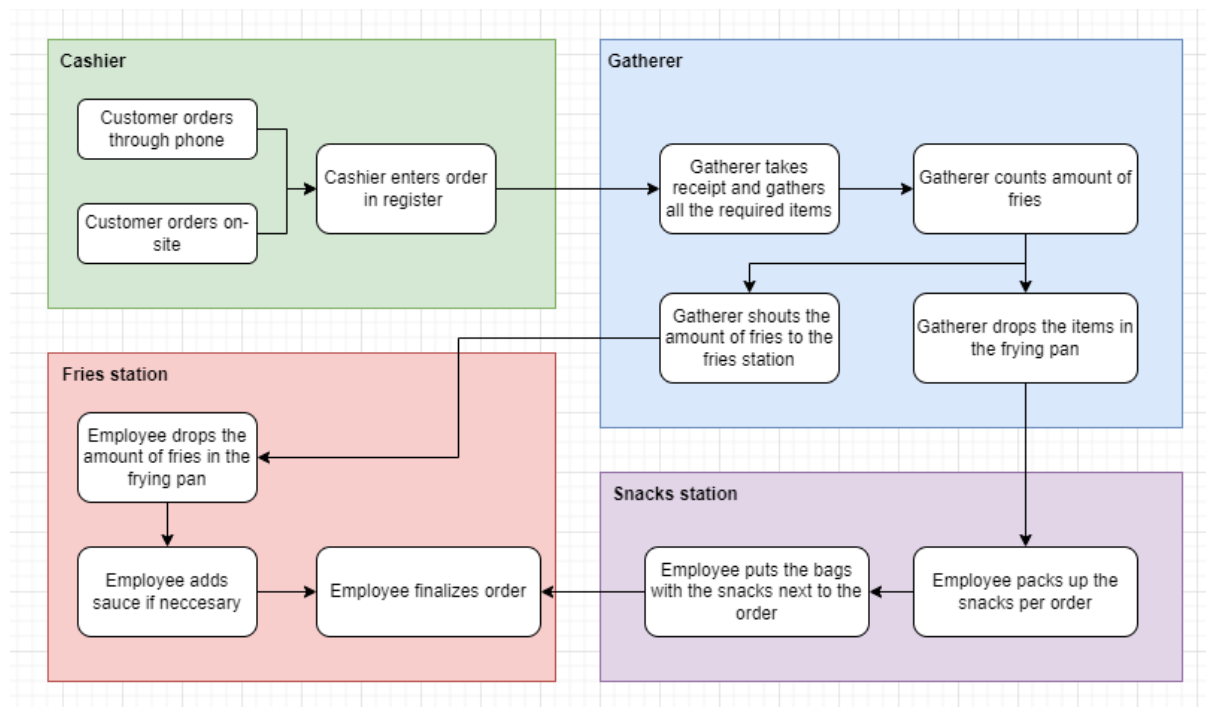 Cashier
Customer orders
through phone
Customer orders on-
site
Cashier enters order
in register
Gatherer
Gatherer takes
receipt and gathers
all the required items
Gatherer counts amount of
fries
Gatherer shouts the
amount of fries to the
fries station
Gatherer drops the items in
the frying pan
Fries station
Employee drops the
amount of fries in the
frying pan
Employee adds
sauce if neccesary
Employee finalizes order
Snacks station
Employee puts the bags
with the snacks next to the
order
Employee packs up the
snacks per order